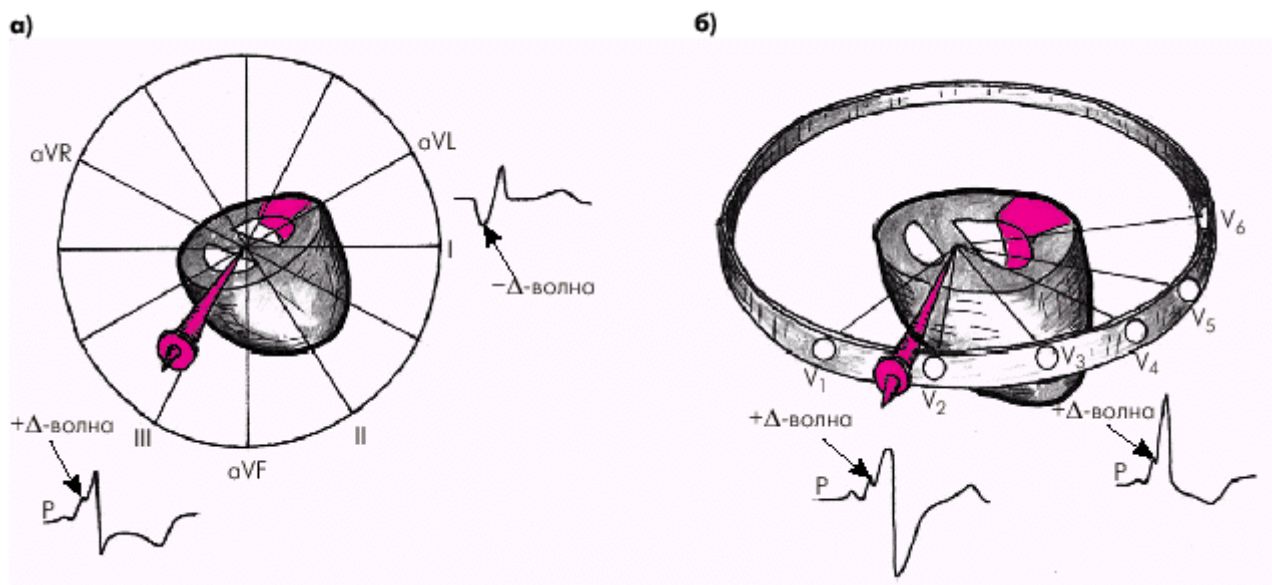 а)
aVR
aVL
I
−Δ-волна
+Δ-волна
III
II
aVF
P
б)
V6
V5
V4
V3
V2
V1
+Δ-волна
P
+Δ-волна
P